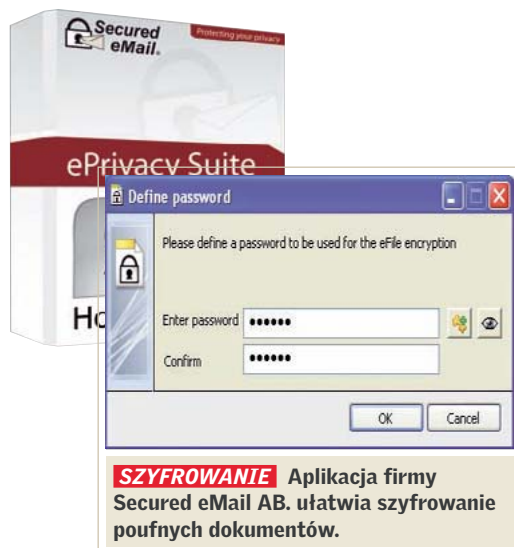 Secured
eMail.
Protecting your privacy
ePrivacy Suite
Define password
Please define a password to be used for the eFile encryption
Enter password ••••••
Confirm ••••••
OK Cancel
SZYFROWANIE Aplikacja firmy
Secured eMail AB. ułatwia szyfrowanie
poufnych dokumentów.